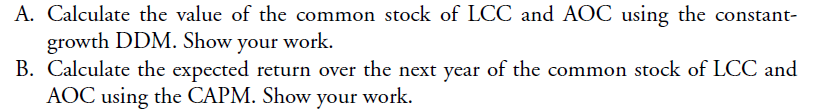 A. Calculate the value of the common stock of LCC and AOC using the constant-
growth DDM. Show your work.
B. Calculate the expected return over the next year of the common stock of LCC and
AOC using the CAPM. Show your work.